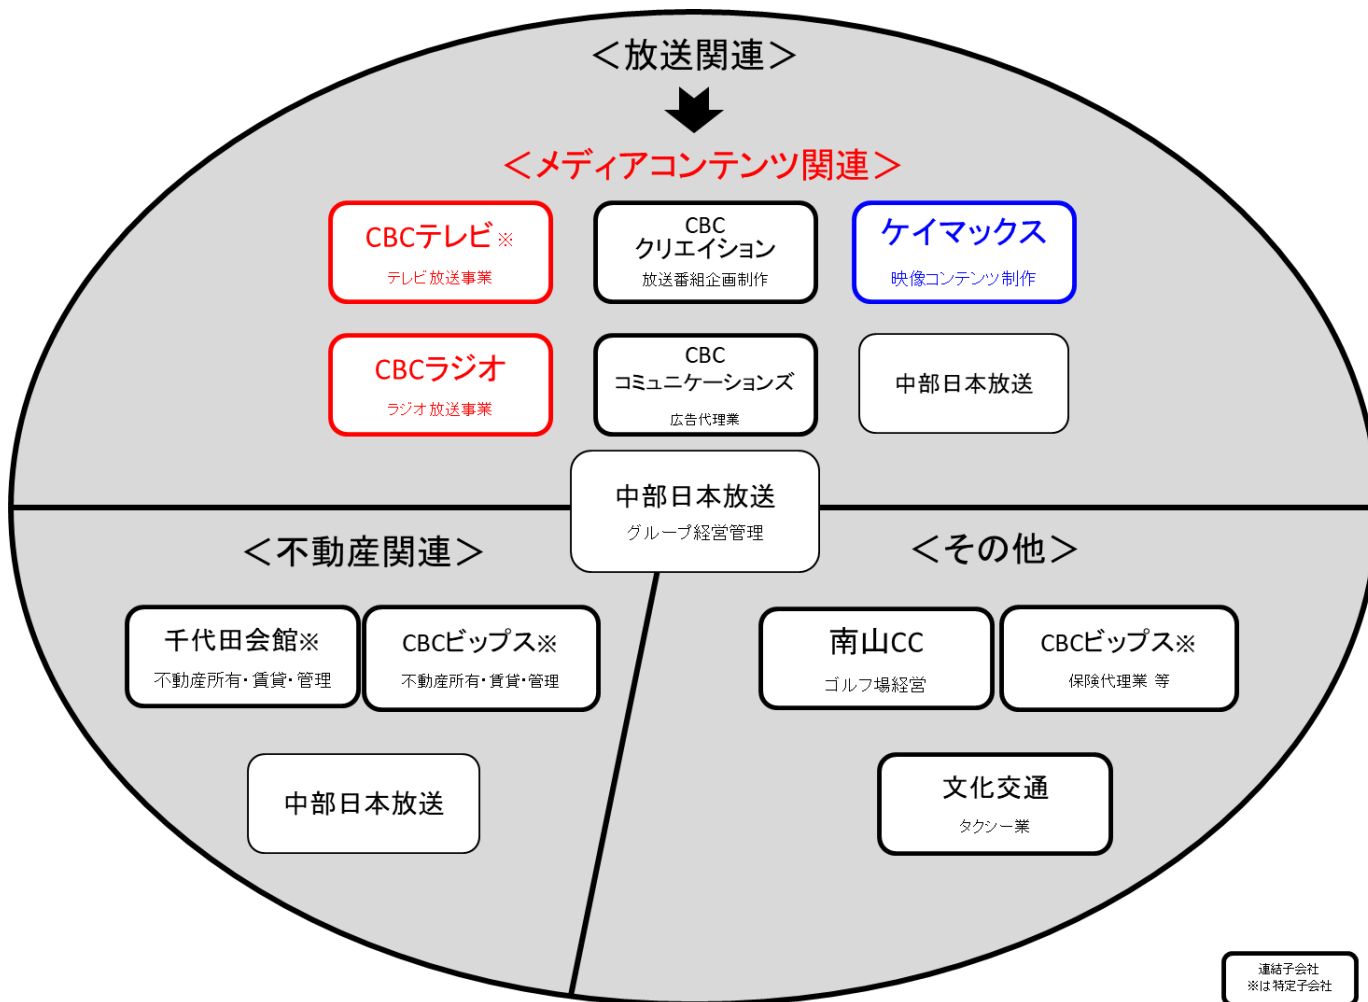 ＜放送関連＞
＜メディアコンテンツ関連＞
CBCテレビ※
テレビ放送事業
CBC
クリエイション
放送番組企画制作
ケイマックス
映像コンテンツ制作
CBCラジオ
ラジオ放送事業
CBC
コミュニケーションズ
広告代理業
中部日本放送
中部日本放送
グループ経営管理
＜不動産関連＞
千代田会館※
不動産所有・賃貸・管理
CBCビップス※
不動産所有・賃貸・管理
中部日本放送
＜その他＞
南山CC
ゴルフ場経営
CBCビップス※
保険代理業 等
文化交通
タクシー業
連結子会社
※は特定子会社